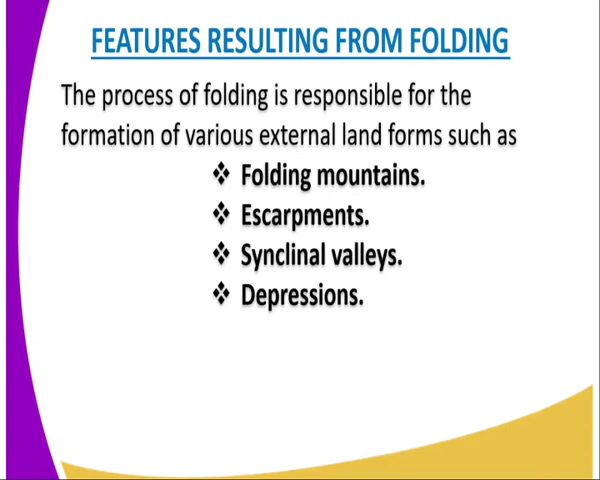 FEATURES RESULTING FROM FOLDING
The process of folding is responsible for the
formation of various external land forms such as
❖ Folding mountains.
❖ Escarpments.
❖ Synclinal valleys.
❖ Depressions.